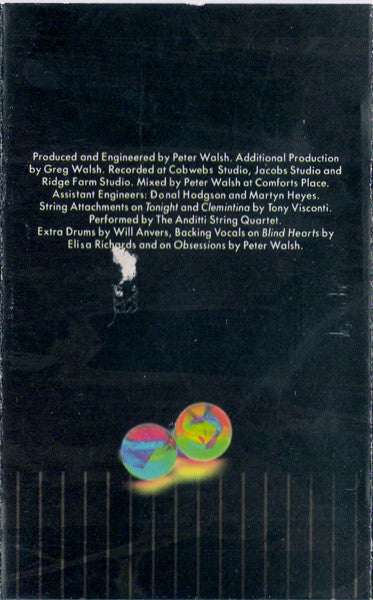 Produced and Engineered by Peter Walsh. Additional Production
by Greg Walsh. Recorded at Cobwebs Studio, Jacobs Studio and
Ridge Farm Studio. Mixed by Peter Walsh at Comforts Place.
Assistant Engineers: Donal Hodgson and Martyn Heyes.
String Attachments on Tonight and Clementina by Tony Visconti.
Performed by The Anditti String Quartet.
Extra Drums by Will Anvers, Backing Vocals on Blind Hearts by
Elisa Richards and on Obsessions by Peter Walsh.